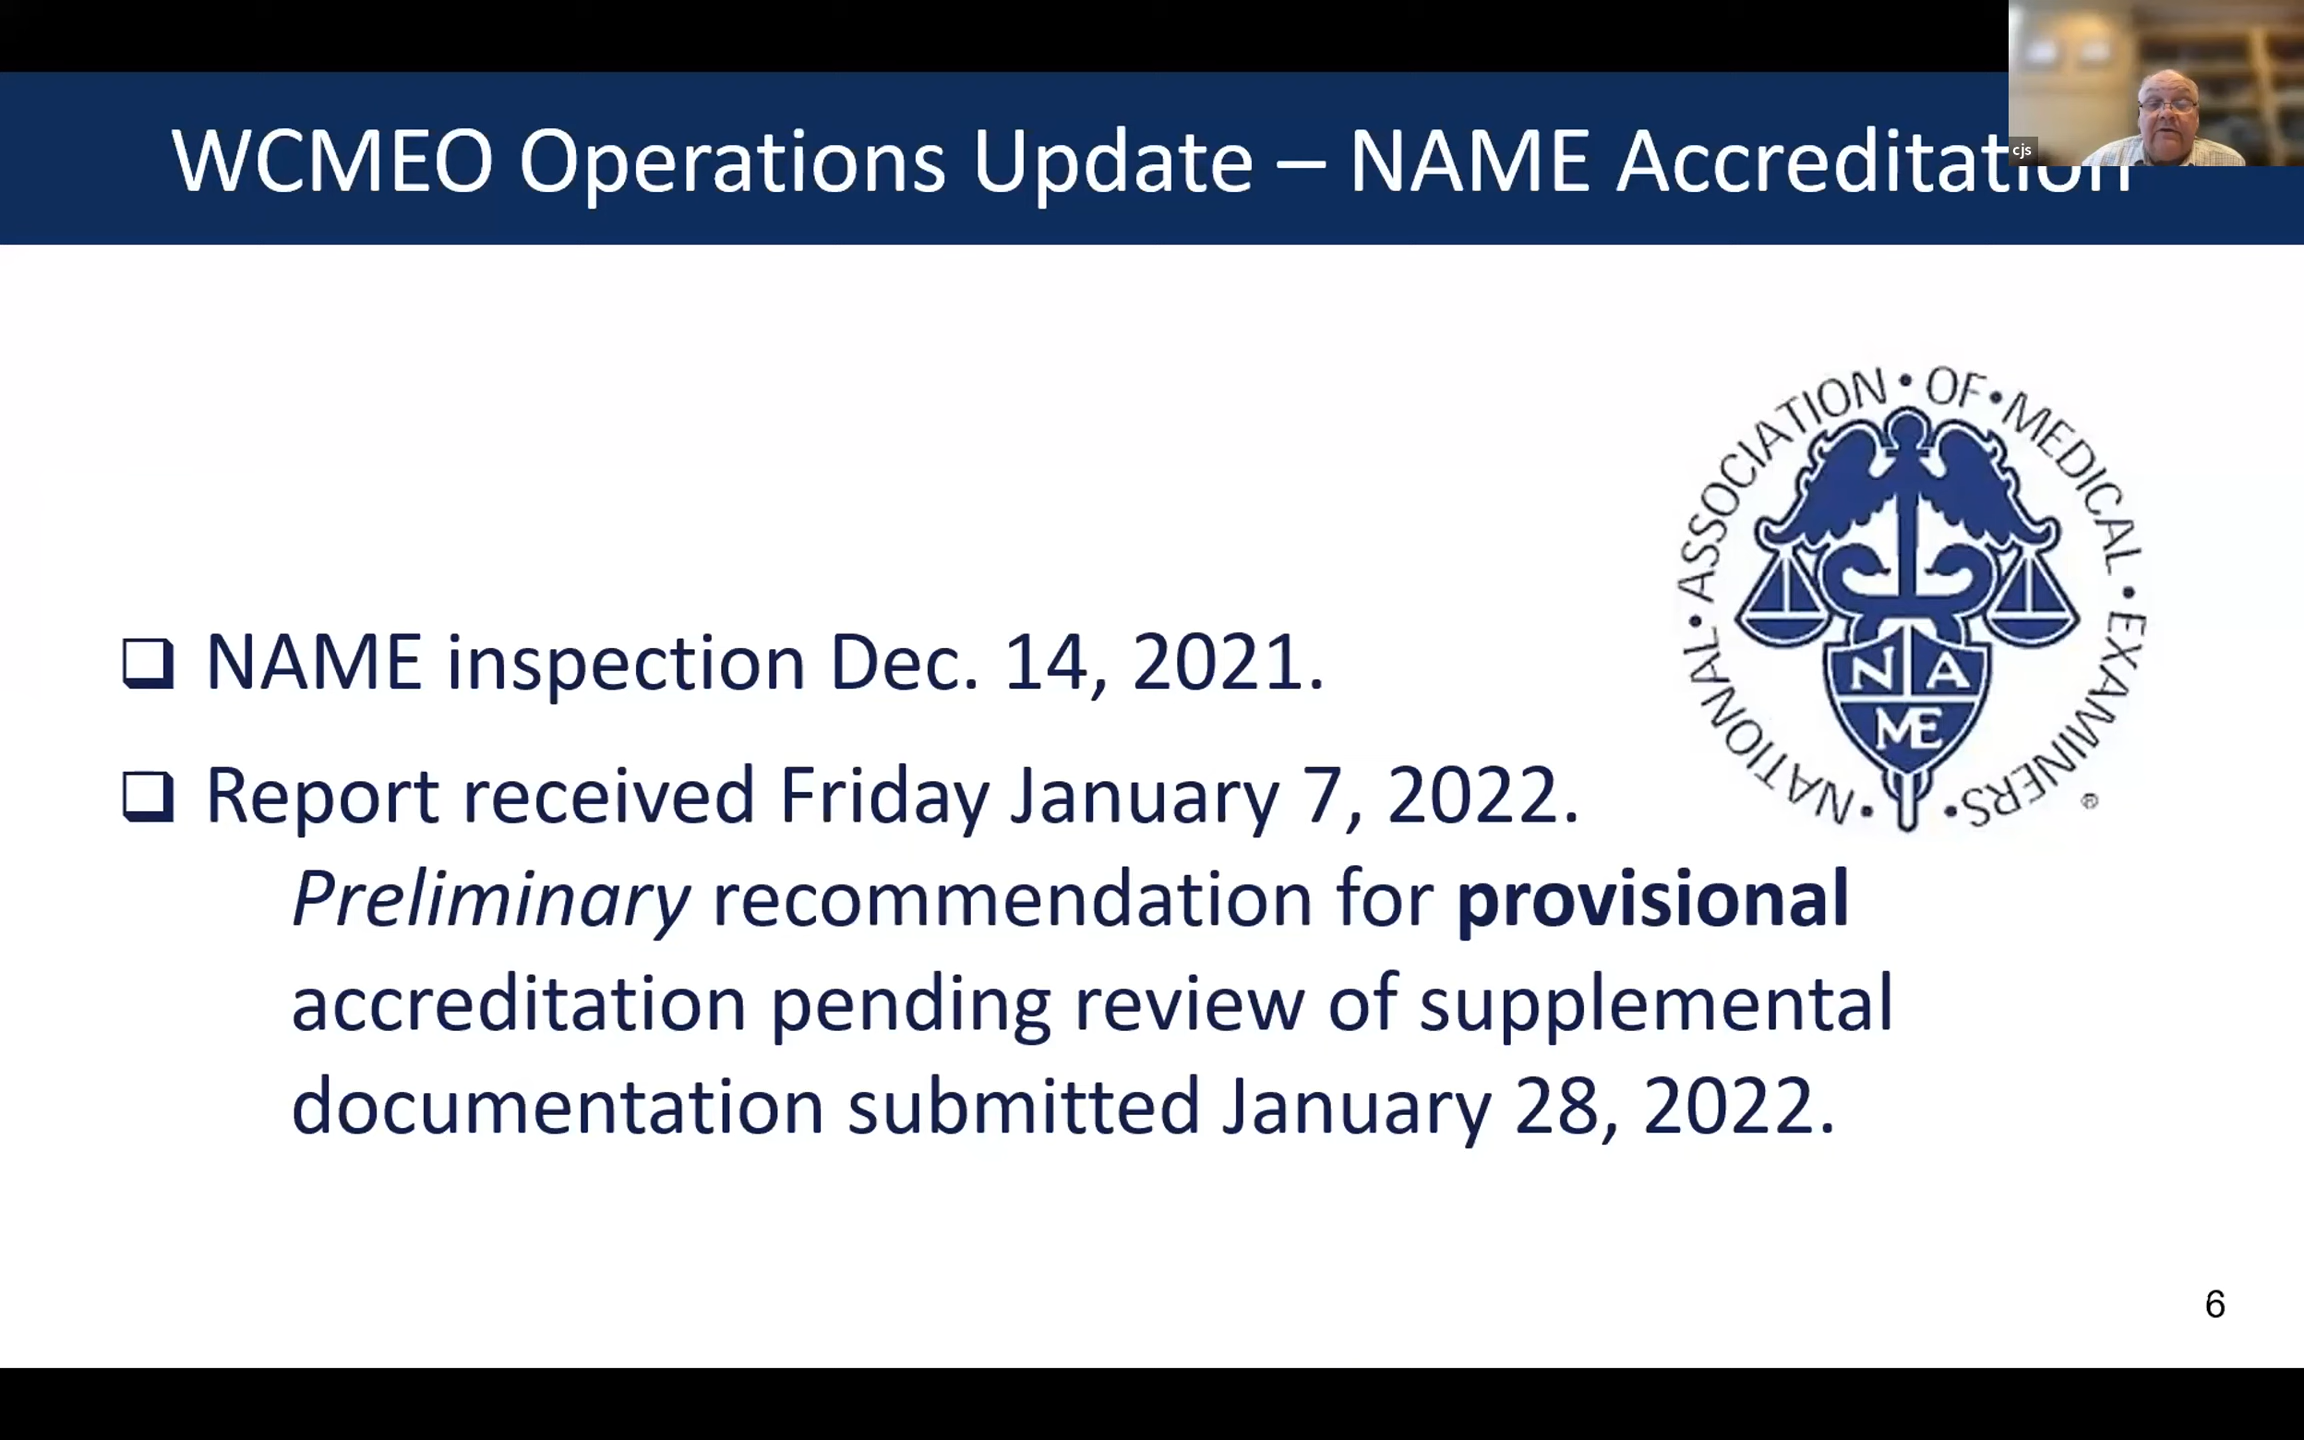 WCMEO Operations Update – NAME Accreditation
cjs
NATIONAL • ASSOCIATION • OF • MEDICAL • EXAMINERS •
N A
ME
®
❑ NAME inspection Dec. 14, 2021.
❑ Report received Friday January 7, 2022.
Preliminary recommendation for provisional
accreditation pending review of supplemental
documentation submitted January 28, 2022.
6